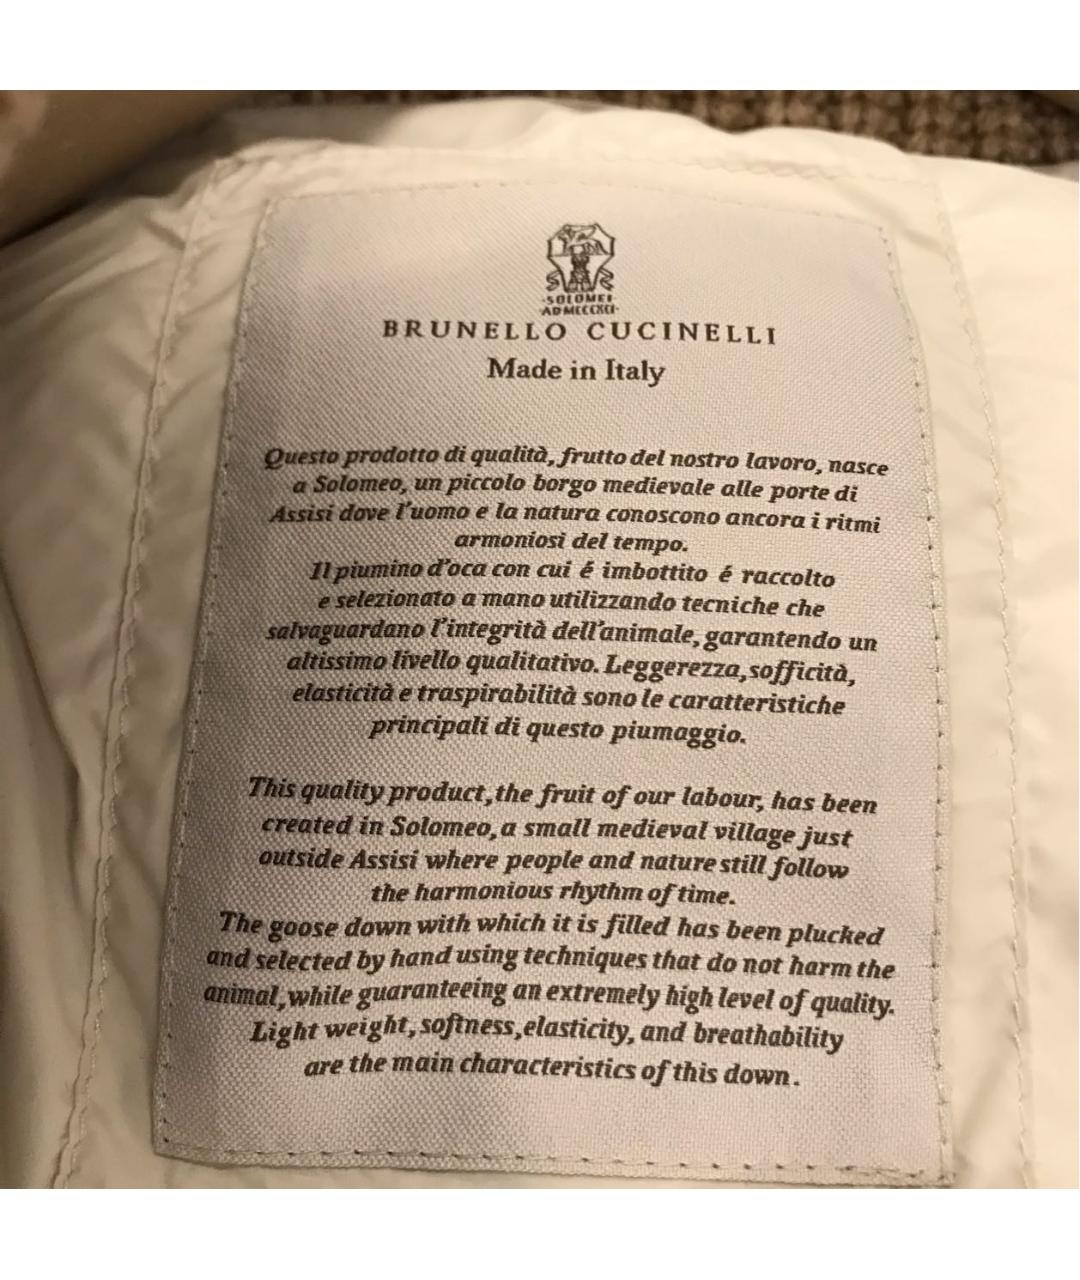 SOLOMEI
BRUNELLO CUCINELLI
Made in Italy
Questo prodotto di qualità, frutto del nostro lavoro, nasce
a Solomeo, un piccolo borgo medievale alle porte di
Assisi dove l'uomo e la natura conoscono ancora i ritmi
armoniosi del tempo.
Il piumino d'oca con cui é imbottito é raccolto
e selezionato a mano utilizzando tecniche che
salvaguardano l'integrità dell'animale, garantendo un
altissimo livello qualitativo. Leggerezza, sofficità,
elasticità e traspirabilità sono le caratteristiche
principali di questo piumaggio.
This quality product, the fruit of our labour, has been
created in Solomeo, a small medieval village just
outside Assisi where people and nature still follow
the harmonious rhythm of time.
The goose down with which it is filled has been plucked
and selected by hand using techniques that do not harm the
animal, while guaranteeing an extremely high level of quality.
Light weight, softness, elasticity, and breathability
are the main characteristics of this down.